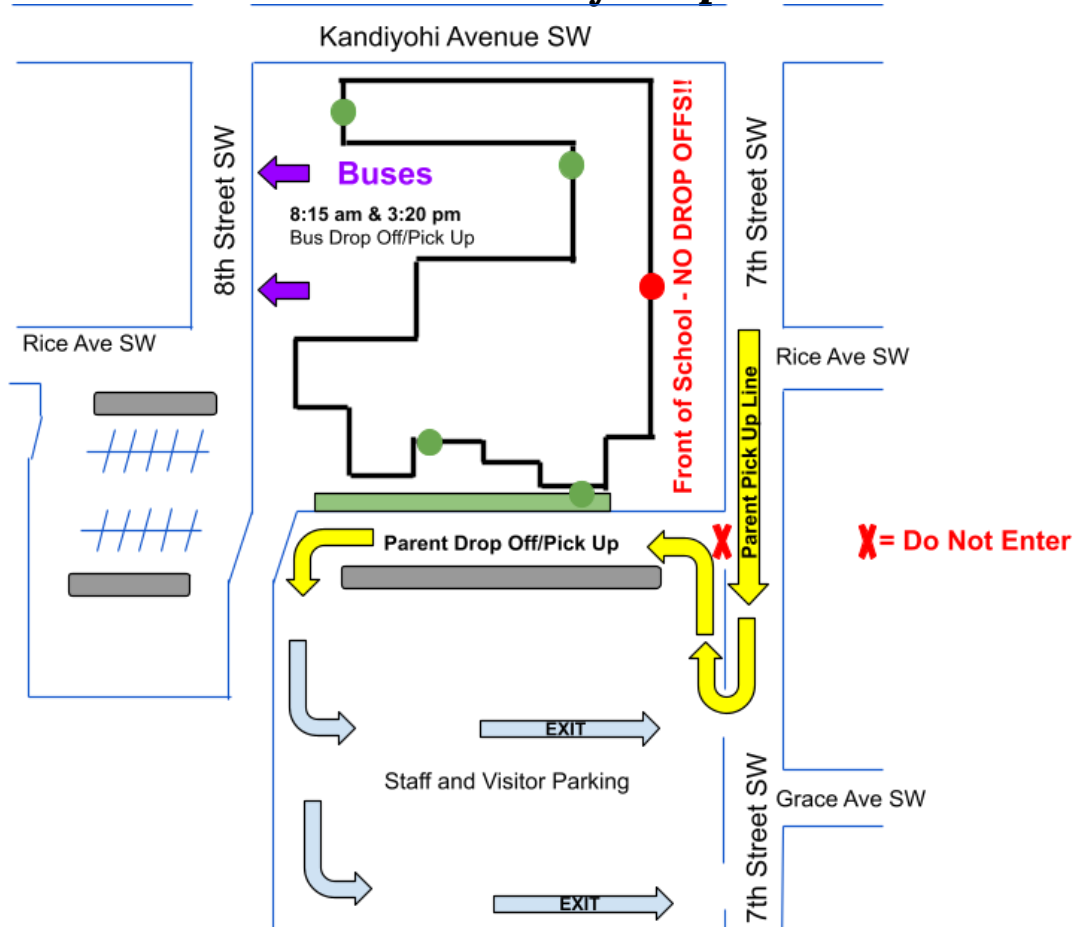 Kandiyohi Avenue SW
8th Street SW
Buses
8:15 am & 3:20 pm
Bus Drop Off/Pick Up
Front of School - NO DROP OFFS!!
7th Street SW
Rice Ave SW
Rice Ave SW
Parent Pick Up Line
Parent Drop Off/Pick Up
X= Do Not Enter
EXIT
Staff and Visitor Parking
7th Street SW
Grace Ave SW
EXIT